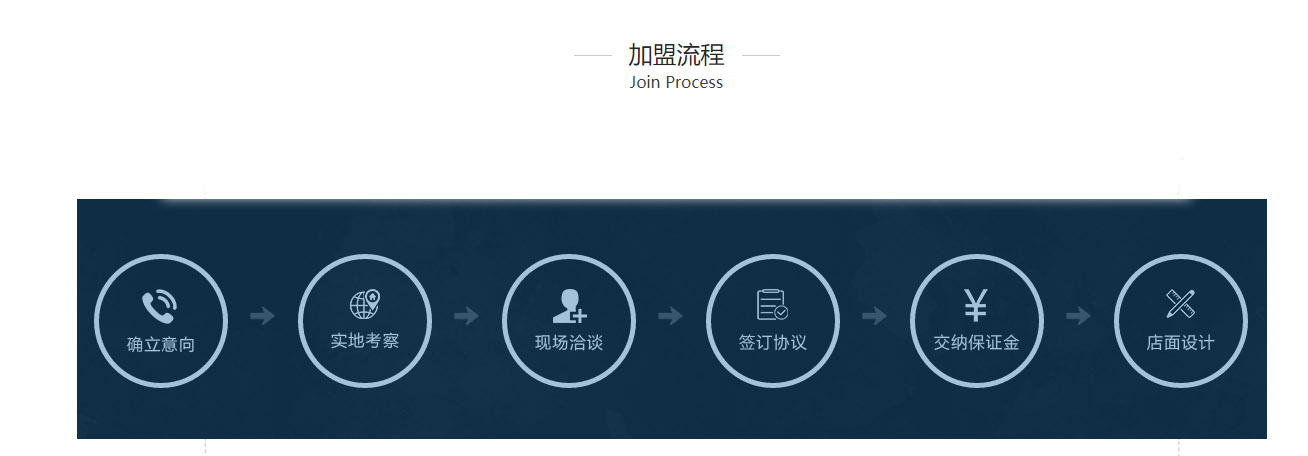 加盟流程
Join Process
确立意向
实地考察
现场洽谈
签订协议
¥
交纳保证金
店面设计